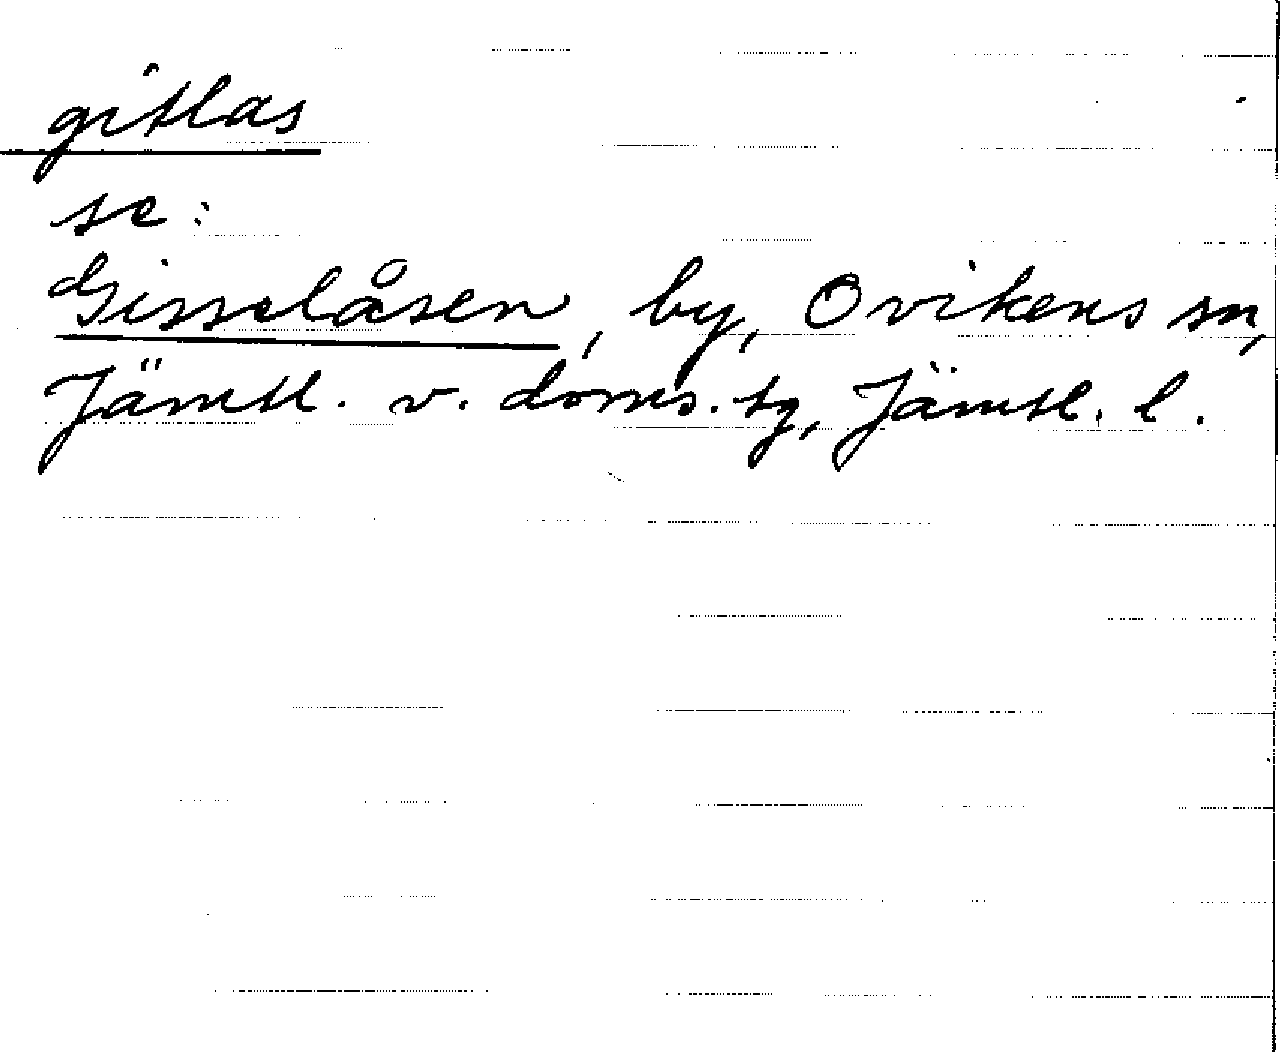 gitlas
se:
Gisselåsen, by, Ovikens sn,
Jämtl. v. doms. tg, Jämtl. l.